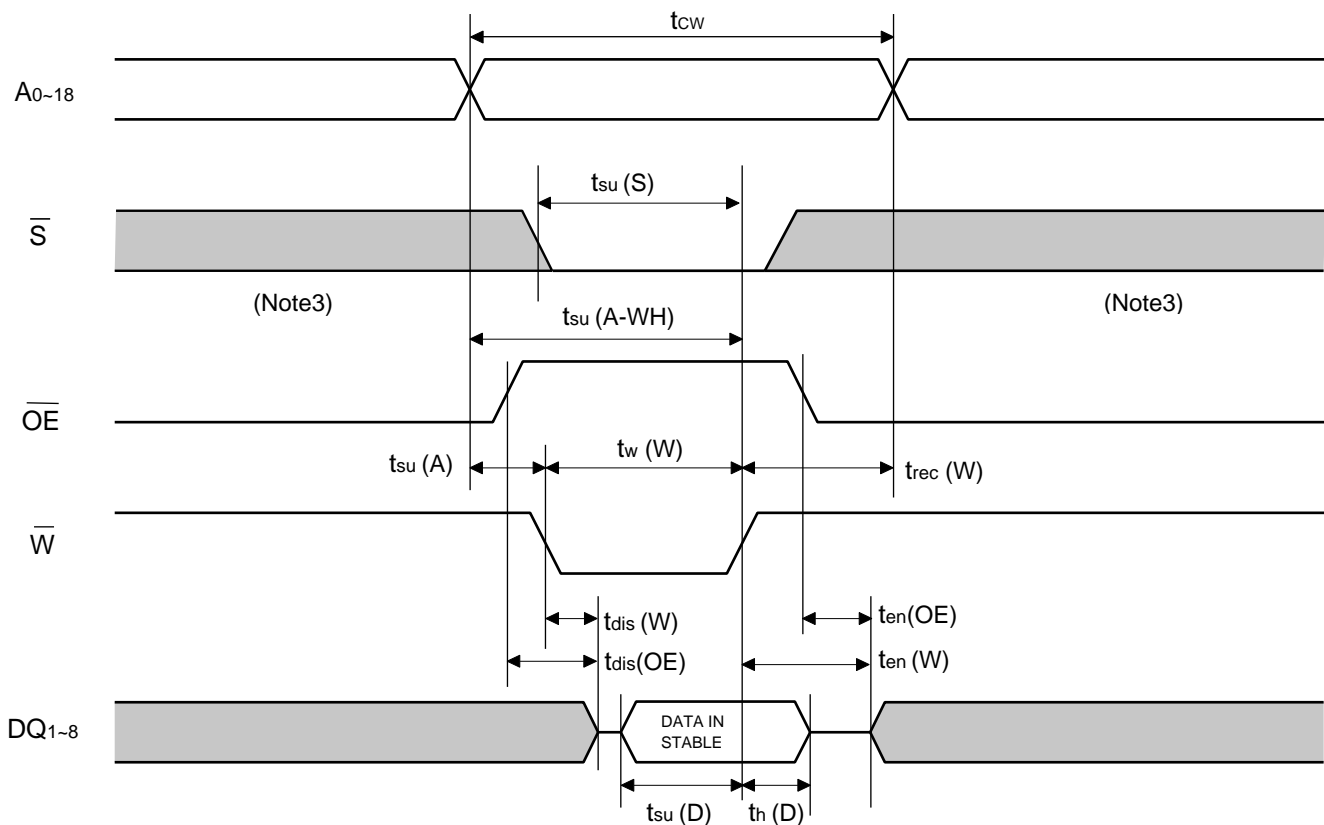 tCW
A0~18
tsu (S)
S̅
(Note3)
(Note3)
tsu (A-WH)
O̅E̅
tsu (A)
tw (W)
trec (W)
W̅
tdis (W)
ten(OE)
tdis(OE)
ten (W)
DQ1~8
DATA IN
STABLE
tsu (D)
th (D)